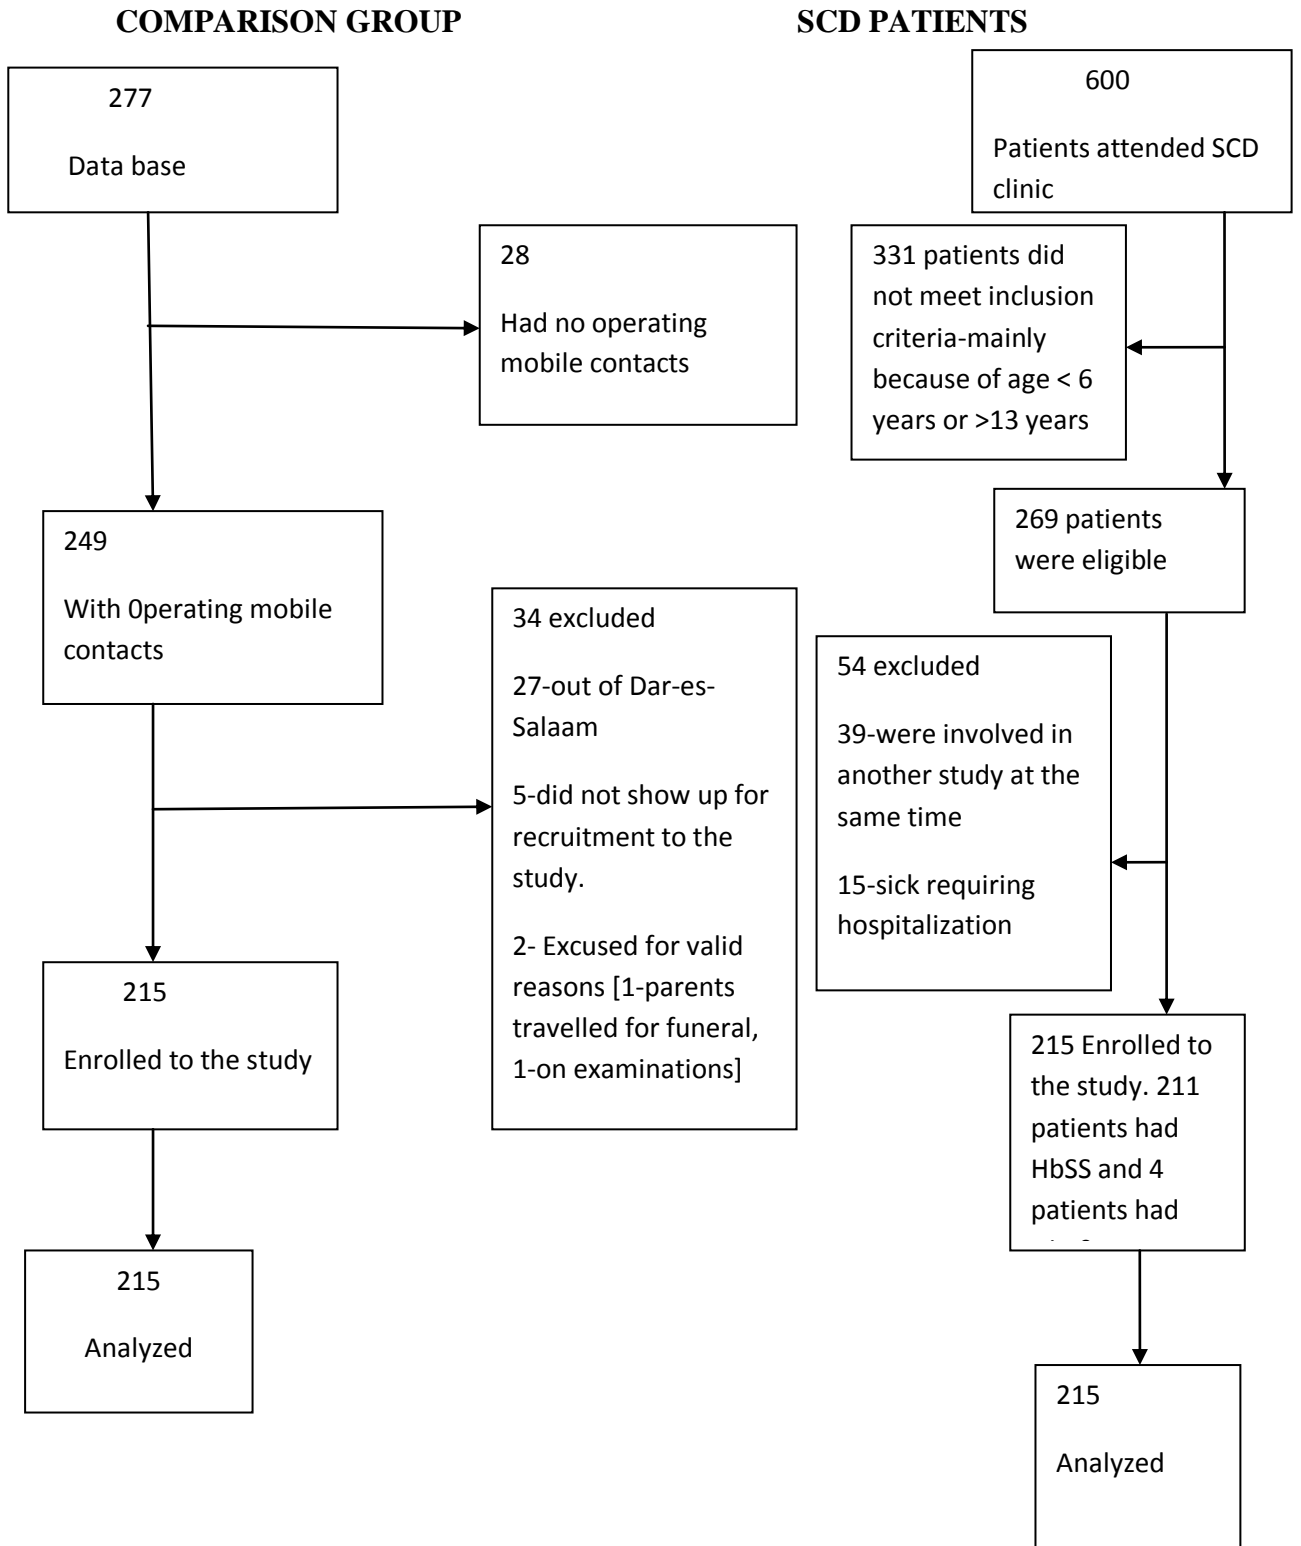 COMPARISON GROUP
SCD PATIENTS
277
Data base
28
Had no operating
mobile contacts
249
With 0perating mobile
contacts
34 excluded
27-out of Dar-es-
Salaam
5-did not show up for
recruitment to the
study.
2- Excused for valid
reasons [1-parents
travelled for funeral,
1-on examinations]
215
Enrolled to the study
215
Analyzed
600
Patients attended SCD
clinic
331 patients did
not meet inclusion
criteria-mainly
because of age < 6
years or >13 years
269 patients
were eligible
54 excluded
39-were involved in
another study at the
same time
15-sick requiring
hospitalization
215 Enrolled to
the study. 211
patients had
HbSS and 4
patients had
215
Analyzed